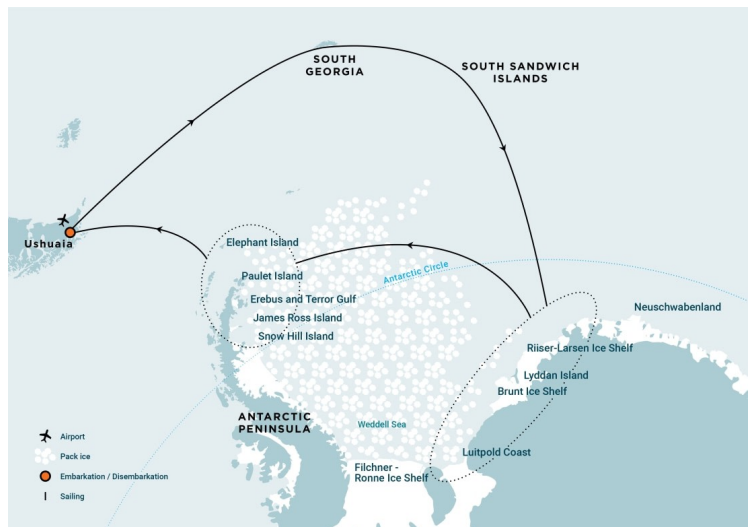 SOUTH
GEORGIA
SOUTH SANDWICH
ISLANDS
Ushuaia
Elephant Island
Paulet Island
Erebus and Terror Gulf
James Ross Island
Snow Hill Island
Antarctic Circle
Neuschwabenland
Riiser-Larsen Ice Shelf
Lyddan Island
Brunt Ice Shelf
ANTARCTIC
PENINSULA
Weddell Sea
Luitpold Coast
Filchner -
Ronne Ice Shelf
Airport
Pack ice
Embarkation / Disembarkation
Sailing